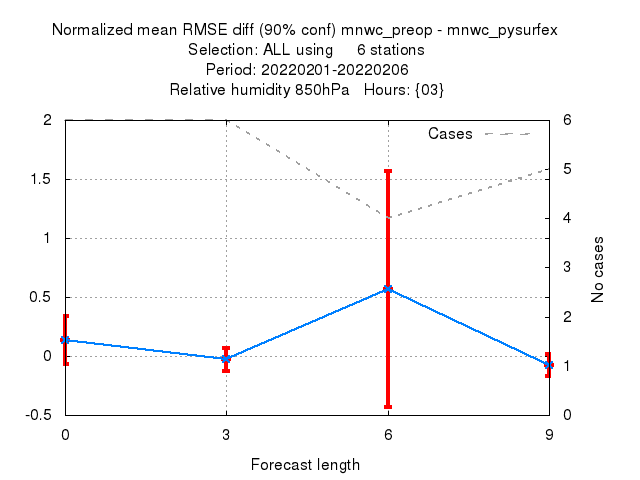 Normalized mean RMSE diff (90% conf) mnwc_preop - mnwc_pysurfex
Selection: ALL using 6 stations
Period: 20220201-20220206
Relative humidity 850hPa Hours: {03}
Cases
2
1.5
1
0.5
0
-0.5
6
5
4
3
2
1
0
No cases
0 3 6 9
Forecast length